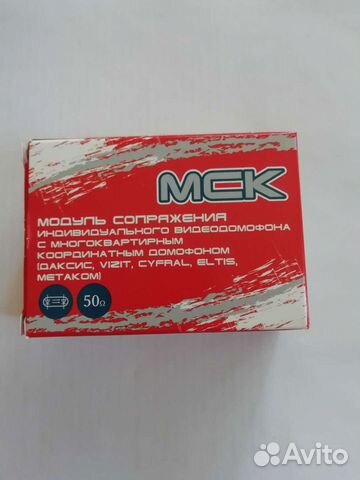 МСК
МОДУЛЬ СОПРЯЖЕНИЯ
ИНДИВИДУАЛЬНОГО ВИДЕОДОМОФОНА
С МНОГОКВАРТИРНЫМ
КООРДИНАТНЫМ ДОМОФОНОМ
(ДАКСИС, VIZIT, CYFRAL, ELTIS,
МЕТАКОМ)
50Ω
Avito